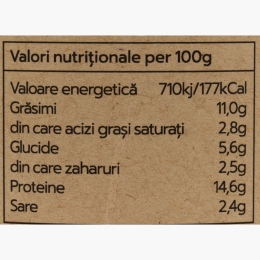 Valori nutriționale per 100g
Valoare energetică 710kj/177kCal
Grăsimi 11,0g
din care acizi grași saturați 2,8g
Glucide 5,6g
din care zaharuri 2,5g
Proteine 14,6g
Sare 2,4g